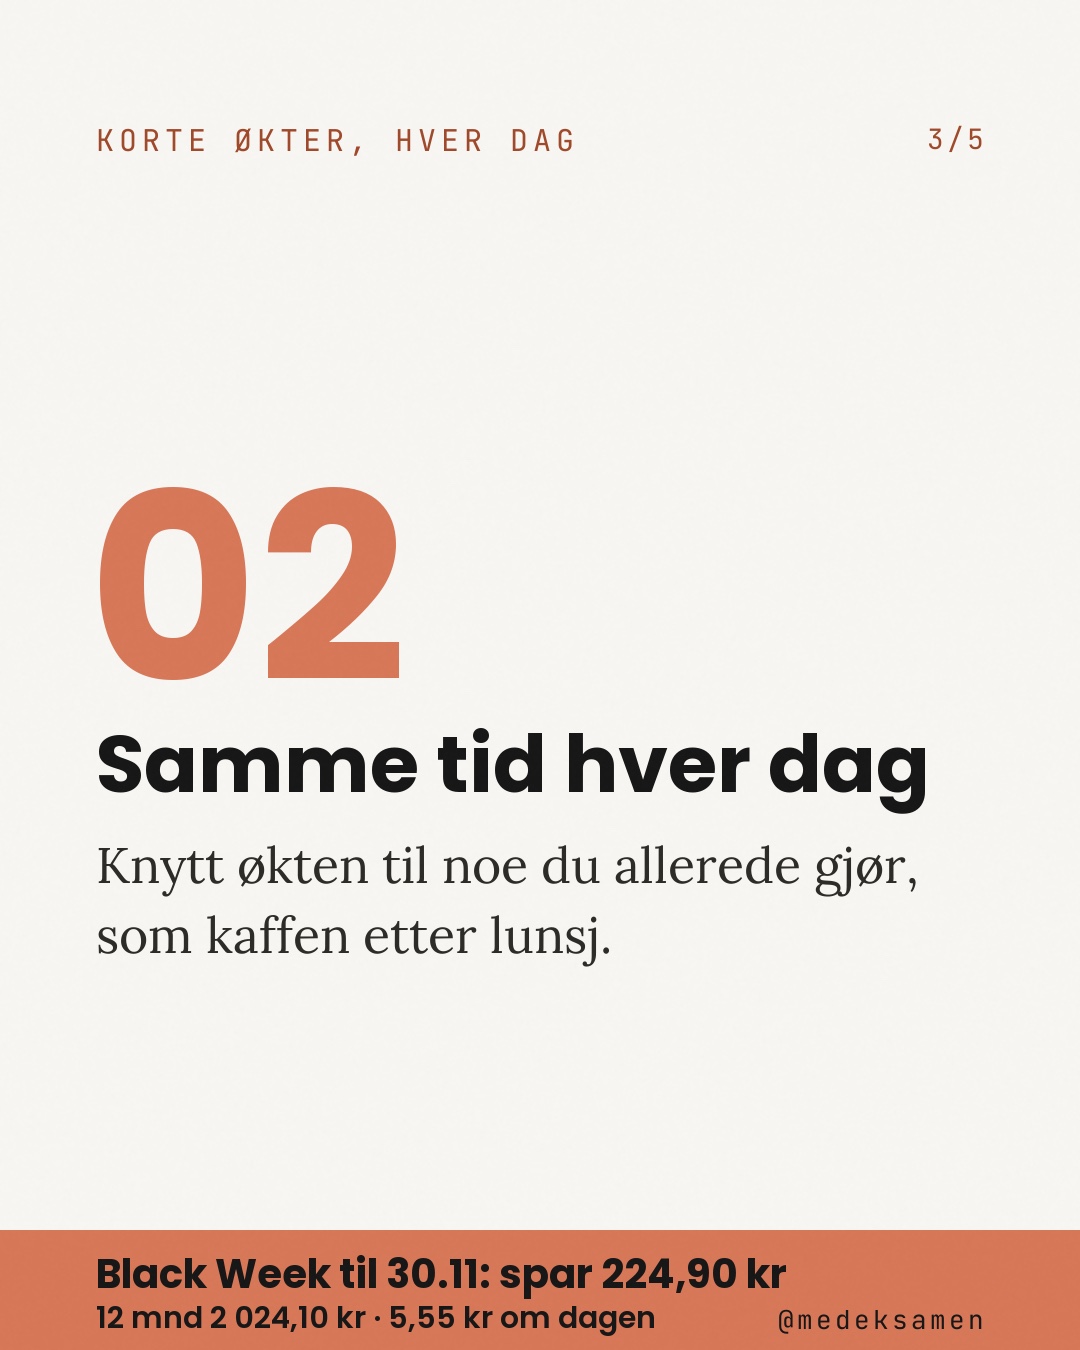 KORTE ØKTER, HVER DAG
3/5
02
Samme tid hver dag
Knytt økten til noe du allerede gjør,
som kaffen etter lunsj.
Black Week til 30.11: spar 224,90 kr
12 mnd 2 024,10 kr · 5,55 kr om dagen
@medeksamen